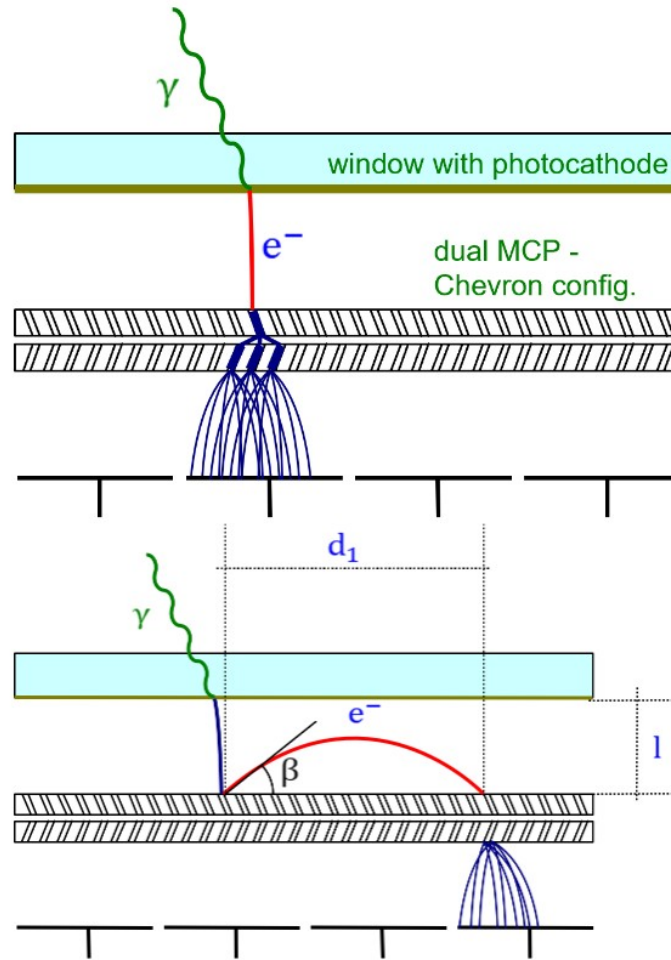 γ
window with photocathode
e⁻
dual MCP -
Chevron config.
d₁
γ
e⁻
l
β